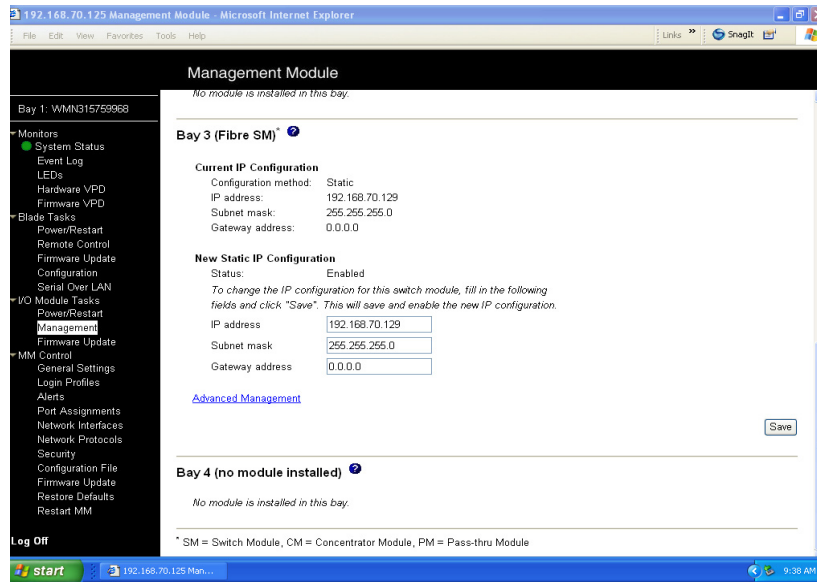 192.168.70.125 Management Module - Microsoft Internet Explorer
File Edit View Favorites Tools Help
Links » SnagIt
Management Module
Bay 1: WMN315759968
Monitors
System Status
Event Log
LEDs
Hardware VPD
Firmware VPD
Blade Tasks
Power/Restart
Remote Control
Firmware Update
Configuration
Serial Over LAN
I/O Module Tasks
Power/Restart
Management
Firmware Update
MM Control
General Settings
Login Profiles
Alerts
Port Assignments
Network Interfaces
Network Protocols
Security
Configuration File
Firmware Update
Restore Defaults
Restart MM
Log Off
No module is installed in this bay.
Bay 3 (Fibre SM)* ?
Current IP Configuration
Configuration method: Static
IP address: 192.168.70.129
Subnet mask: 255.255.255.0
Gateway address: 0.0.0.0
New Static IP Configuration
Status: Enabled
To change the IP configuration for this switch module, fill in the following
fields and click "Save". This will save and enable the new IP configuration.
IP address 192.168.70.129
Subnet mask 255.255.255.0
Gateway address 0.0.0.0
Advanced Management
Save
Bay 4 (no module installed) ?
No module is installed in this bay.
* SM = Switch Module, CM = Concentrator Module, PM = Pass-thru Module
start 192.168.70.125 Man... 9:38 AM